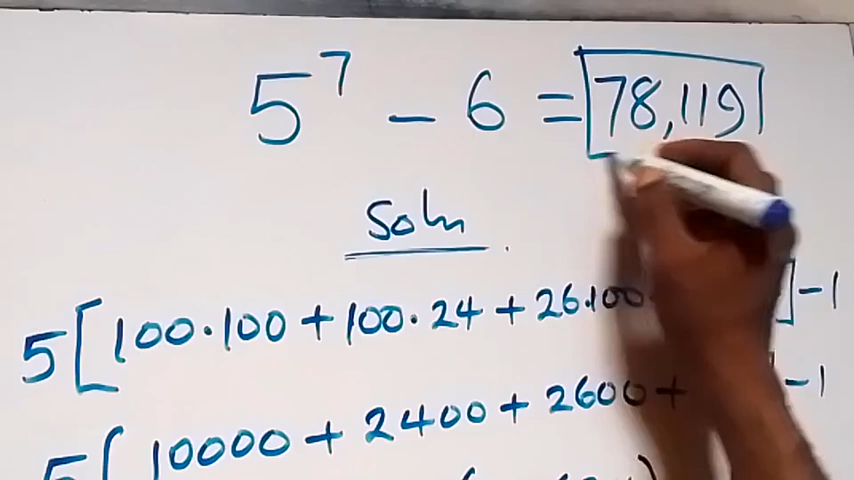 5⁷ - 6 = 78,119
Soln
5[100·100 + 100·24 + 26·100 ]-1
5[10000 + 2400 + 2600 + -1